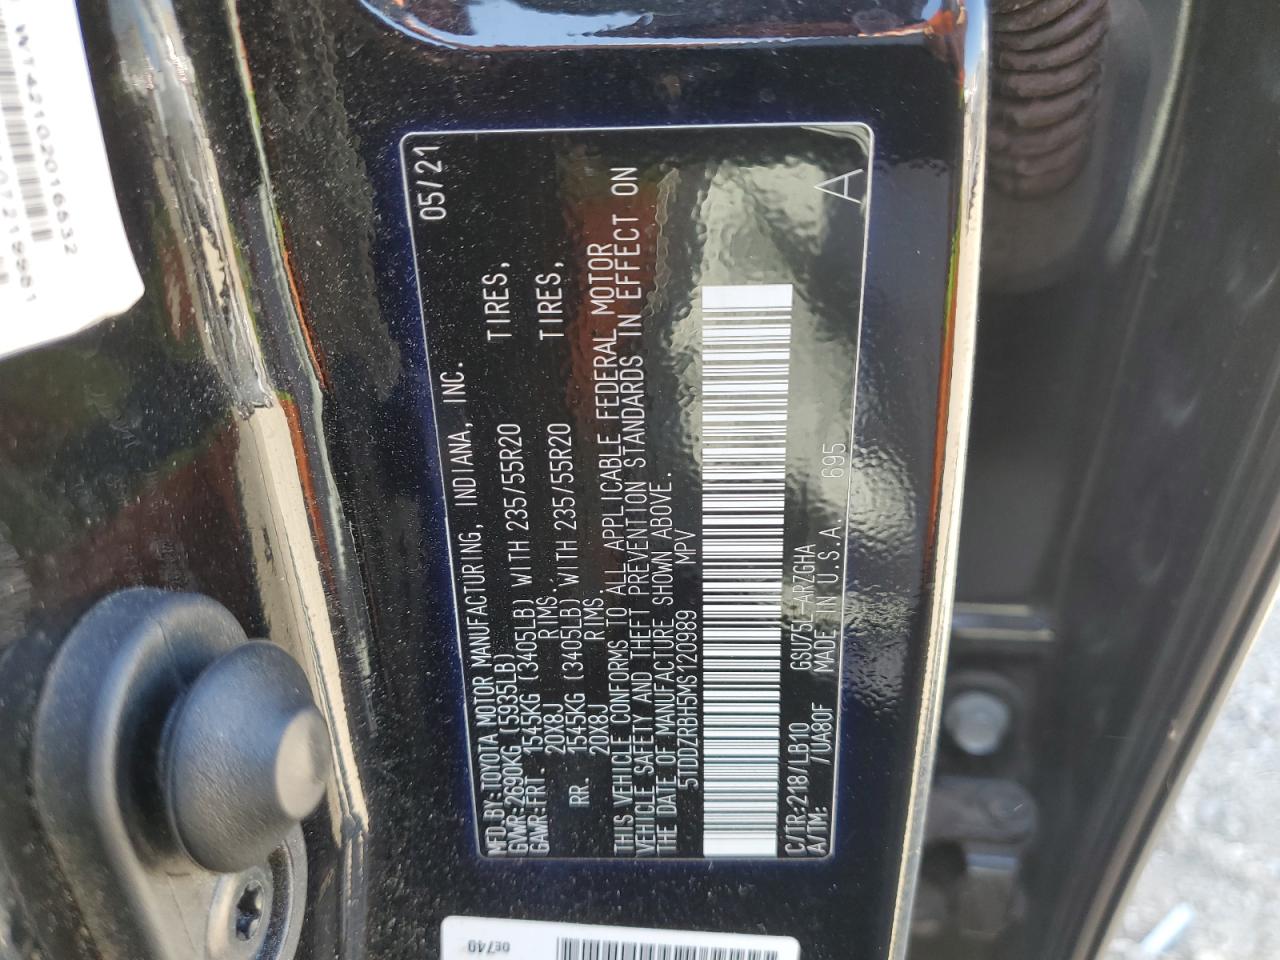 MFD.BY:TOYOTA MOTOR MANUFACTURING, INDIANA, INC. 05/21
GVWR:2690KG (5935LB)
GAWR:FRT. 1545KG (3405LB) WITH 235/55R20 TIRES,
20X8J RIMS.
RR. 1545KG (3405LB) WITH 235/55R20 TIRES,
20X8J RIMS.
THIS VEHICLE CONFORMS TO ALL APPLICABLE FEDERAL MOTOR
VEHICLE SAFETY AND THEFT PREVENTION STANDARDS IN EFFECT ON
THE DATE OF MANUFACTURE SHOWN ABOVE.
5TDDZRBH5MS120989 MPV
C/TR:218/LB10 GSU75L-ARZGHA
A/TM: /UA80F MADE IN U.S.A. 695 A
W1421020166632
0E740